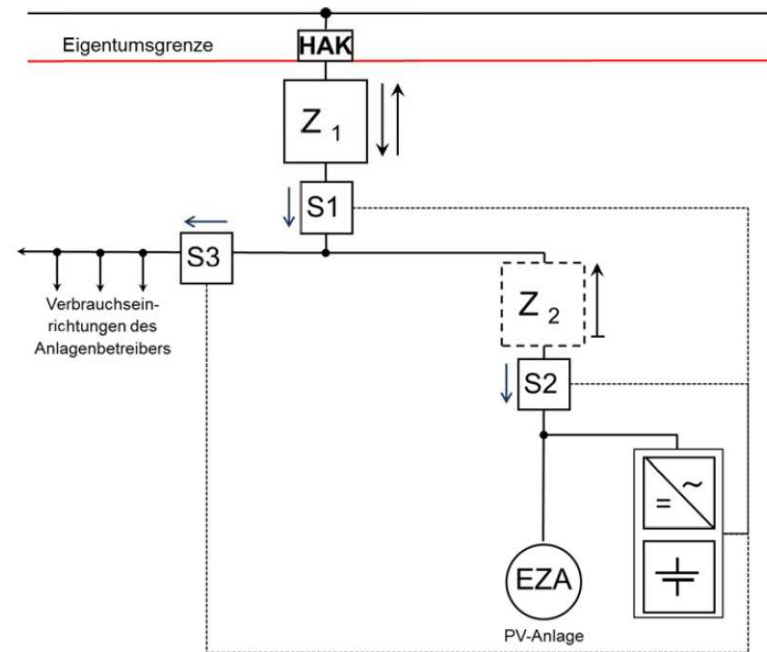 Eigentumsgrenze
HAK
Z 1
S1
S3
Verbrauchsein-
richtungen des
Anlagenbetreibers
Z 2
S2
= ~
EZA
PV-Anlage